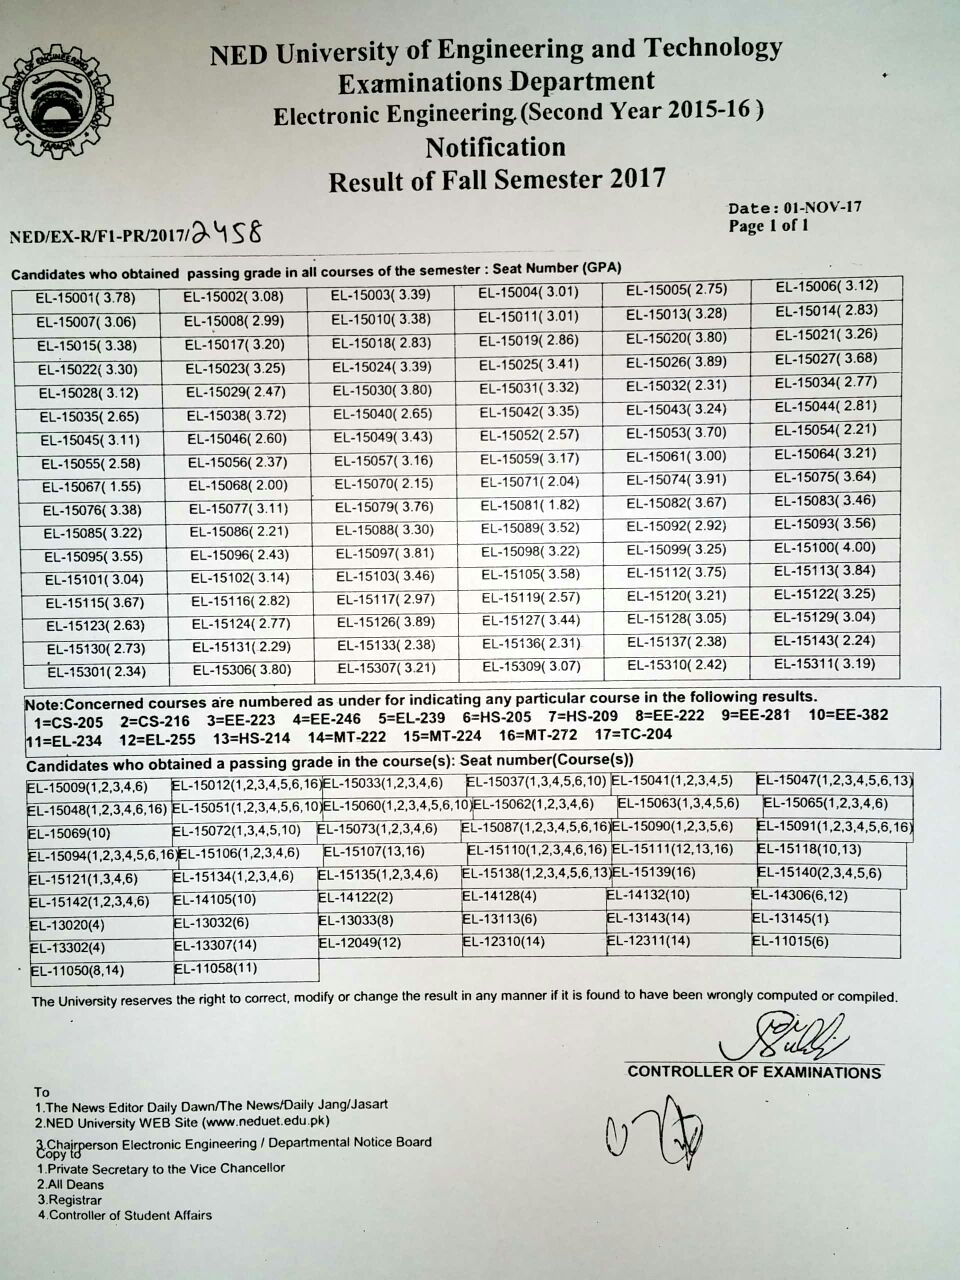 NED University of Engineering and Technology
Examinations Department
Electronic Engineering.(Second Year 2015-16 )
Notification
Result of Fall Semester 2017
Date: 01-NOV-17
NED/EX-R/F1-PR/2017/2458
Page 1 of 1
Candidates who obtained passing grade in all courses of the semester : Seat Number (GPA)
EL-15001( 3.78) EL-15002( 3.08) EL-15003( 3.39) EL-15004( 3.01) EL-15005( 2.75) EL-15006( 3.12)
EL-15007( 3.06) EL-15008( 2.99) EL-15010( 3.38) EL-15011( 3.01) EL-15013( 3.28) EL-15014( 2.83)
EL-15015( 3.38) EL-15017( 3.20) EL-15018( 2.83) EL-15019( 2.86) EL-15020( 3.80) EL-15021( 3.26)
EL-15022( 3.30) EL-15023( 3.25) EL-15024( 3.39) EL-15025( 3.41) EL-15026( 3.89) EL-15027( 3.68)
EL-15028( 3.12) EL-15029( 2.47) EL-15030( 3.80) EL-15031( 3.32) EL-15032( 2.31) EL-15034( 2.77)
EL-15035( 2.65) EL-15038( 3.72) EL-15040( 2.65) EL-15042( 3.35) EL-15043( 3.24) EL-15044( 2.81)
EL-15045( 3.11) EL-15046( 2.60) EL-15049( 3.43) EL-15052( 2.57) EL-15053( 3.70) EL-15054( 2.21)
EL-15055( 2.58) EL-15056( 2.37) EL-15057( 3.16) EL-15059( 3.17) EL-15061( 3.00) EL-15064( 3.21)
EL-15067( 1.55) EL-15068( 2.00) EL-15070( 2.15) EL-15071( 2.04) EL-15074( 3.91) EL-15075( 3.64)
EL-15076( 3.38) EL-15077( 3.11) EL-15079( 3.76) EL-15081( 1.82) EL-15082( 3.67) EL-15083( 3.46)
EL-15085( 3.22) EL-15086( 2.21) EL-15088( 3.30) EL-15089( 3.52) EL-15092( 2.92) EL-15093( 3.56)
EL-15095( 3.55) EL-15096( 2.43) EL-15097( 3.81) EL-15098( 3.22) EL-15099( 3.25) EL-15100( 4.00)
EL-15101( 3.04) EL-15102( 3.14) EL-15103( 3.46) EL-15105( 3.58) EL-15112( 3.75) EL-15113( 3.84)
EL-15115( 3.67) EL-15116( 2.82) EL-15117( 2.97) EL-15119( 2.57) EL-15120( 3.21) EL-15122( 3.25)
EL-15123( 2.63) EL-15124( 2.77) EL-15126( 3.89) EL-15127( 3.44) EL-15128( 3.05) EL-15129( 3.04)
EL-15130( 2.73) EL-15131( 2.29) EL-15133( 2.38) EL-15136( 2.31) EL-15137( 2.38) EL-15143( 2.24)
EL-15301( 2.34) EL-15306( 3.80) EL-15307( 3.21) EL-15309( 3.07) EL-15310( 2.42) EL-15311( 3.19)
Note:Concerned courses are numbered as under for indicating any particular course in the following results.
1=CS-205 2=CS-216 3=EE-223 4=EE-246 5=EL-239 6=HS-205 7=HS-209 8=EE-222 9=EE-281 10=EE-382
11=EL-234 12=EL-255 13=HS-214 14=MT-222 15=MT-224 16=MT-272 17=TC-204
Candidates who obtained a passing grade in the course(s): Seat number(Course(s))
EL-15009(1,2,3,4,6) EL-15012(1,2,3,4,5,6,16) EL-15033(1,2,3,4,6) EL-15037(1,3,4,5,6,10) EL-15041(1,2,3,4,5) EL-15047(1,2,3,4,5,6,13)
EL-15048(1,2,3,4,6,16) EL-15051(1,2,3,4,5,6,10) EL-15060(1,2,3,4,5,6,10) EL-15062(1,2,3,4,6) EL-15063(1,3,4,5,6) EL-15065(1,2,3,4,6)
EL-15069(10) EL-15072(1,3,4,5,10) EL-15073(1,2,3,4,6) EL-15087(1,2,3,4,5,6,16) EL-15090(1,2,3,5,6) EL-15091(1,2,3,4,5,6,16)
EL-15094(1,2,3,4,5,6,16) EL-15106(1,2,3,4,6) EL-15107(13,16) EL-15110(1,2,3,4,6,16) EL-15111(12,13,16) EL-15118(10,13)
EL-15121(1,3,4,6) EL-15134(1,2,3,4,6) EL-15135(1,2,3,4,6) EL-15138(1,2,3,4,5,6,13) EL-15139(16) EL-15140(2,3,4,5,6)
EL-15142(1,2,3,4,6) EL-14105(10) EL-14122(2) EL-14128(4) EL-14132(10) EL-14306(6,12)
EL-13020(4) EL-13032(6) EL-13033(8) EL-13113(6) EL-13143(14) EL-13145(1)
EL-13302(4) EL-13307(14) EL-12049(12) EL-12310(14) EL-12311(14) EL-11015(6)
EL-11050(8,14) EL-11058(11)
The University reserves the right to correct, modify or change the result in any manner if it is found to have been wrongly computed or compiled.
CONTROLLER OF EXAMINATIONS
To
1.The News Editor Daily Dawn/The News/Daily Jang/Jasart
2.NED University WEB Site (www.neduet.edu.pk)
3.Chairperson Electronic Engineering / Departmental Notice Board
Copy to
1.Private Secretary to the Vice Chancellor
2.All Deans
3.Registrar
4.Controller of Student Affairs